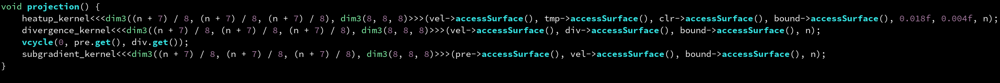 void projection() {
    heatup_kernel<<<dim3((n + 7) / 8, (n + 7) / 8, (n + 7) / 8), dim3(8, 8, 8)>>>(vel->accessSurface(), tmp->accessSurface(), clr->accessSurface(), bound->accessSurface(), 0.018f, 0.004f, n);
    divergence_kernel<<<dim3((n + 7) / 8, (n + 7) / 8, (n + 7) / 8), dim3(8, 8, 8)>>>(vel->accessSurface(), div->accessSurface(), bound->accessSurface(), n);
    vcycle(0, pre.get(), div.get());
    subgradient_kernel<<<dim3((n + 7) / 8, (n + 7) / 8, (n + 7) / 8), dim3(8, 8, 8)>>>(pre->accessSurface(), vel->accessSurface(), bound->accessSurface(), n);
}